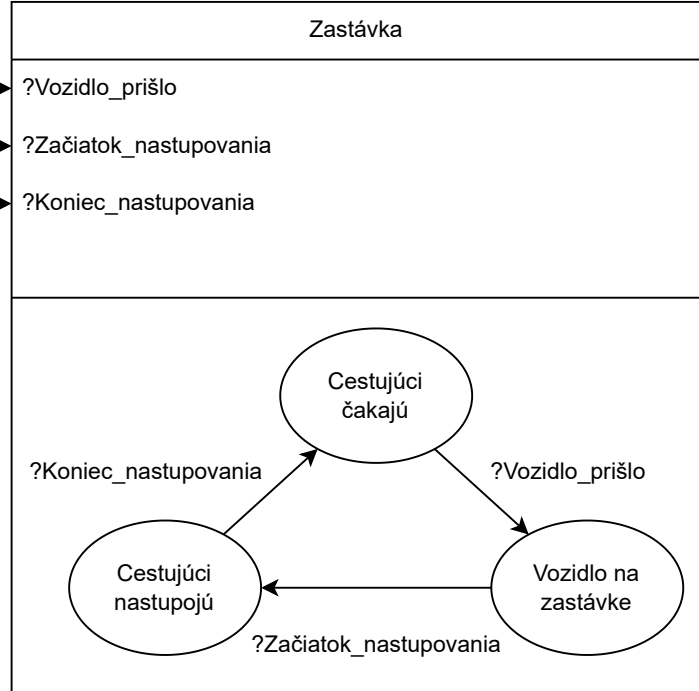 Zastávka
?Vozidlo_prišlo
?Začiatok_nastupovania
?Koniec_nastupovania
Cestujúci
čakajú
?Koniec_nastupovania
?Vozidlo_prišlo
Cestujúci
nastupojú
Vozidlo na
zastávke
?Začiatok_nastupovania